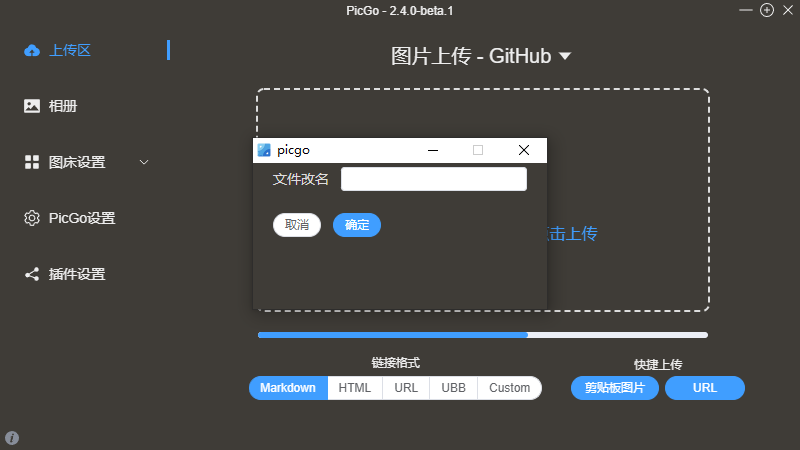 PicGo - 2.4.0-beta.1
上传区
相册
图床设置
PicGo设置
插件设置
图片上传 - GitHub
picgo
文件改名
取消
确定
击上传
链接格式
Markdown
HTML
URL
UBB
Custom
快捷上传
剪贴板图片
URL